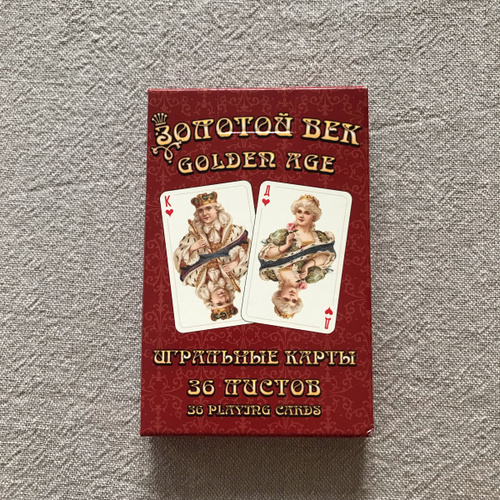 ЗОЛОТОЙ ВЕК
GOLDEN AGE
К
Д
Д
ИГРАЛЬНЫЕ КАРТЫ
36 ЛИСТОВ
36 PLAYING CARDS